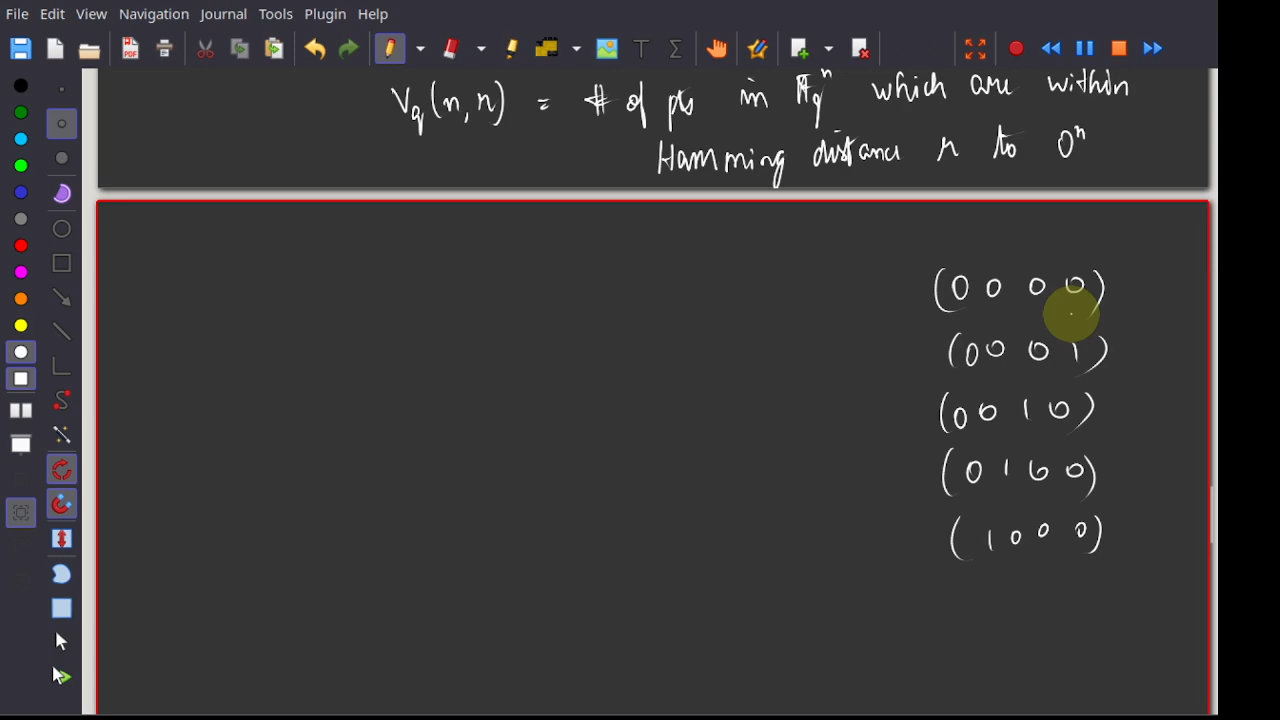 File Edit View Navigation Journal Tools Plugin Help
V_q(n, r) = # of pts in F_q^n which are within
Hamming distance r to 0^n
(0 0 0 0)
(0 0 0 1)
(0 0 1 0)
(0 1 0 0)
(1 0 0 0)